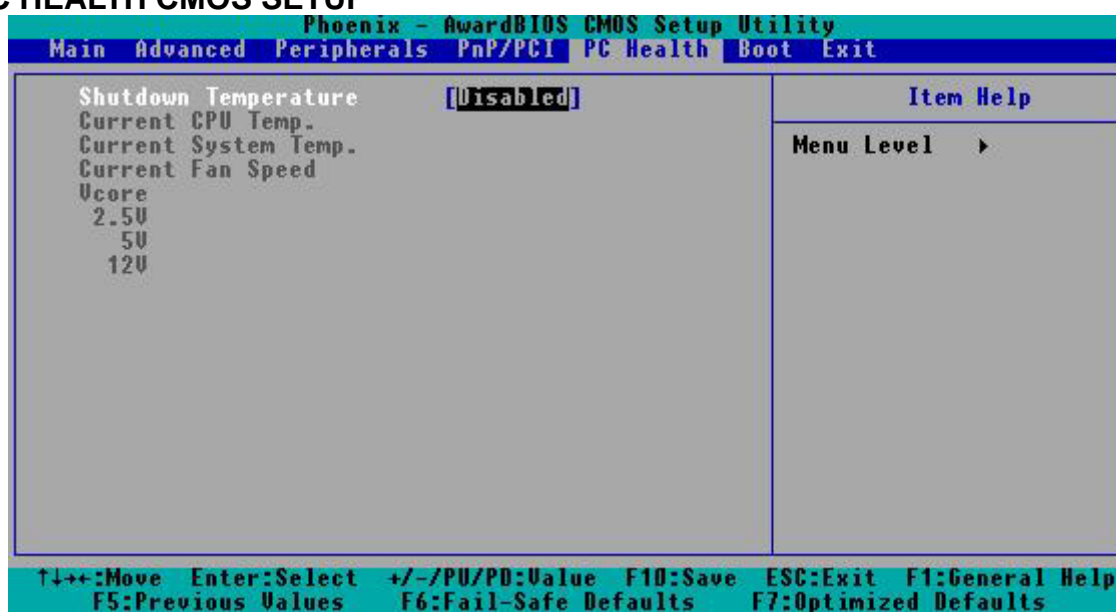 C HEALTH CMOS SETUP
Phoenix - AwardBIOS CMOS Setup Utility
Main Advanced Peripherals PnP/PCI PC Health Boot Exit
Shutdown Temperature [Disabled]
Current CPU Temp.
Current System Temp.
Current Fan Speed
Vcore
2.5V
5V
12V
Item Help
Menu Level ▸
↑↓→←:Move Enter:Select +/-/PU/PD:Value F10:Save ESC:Exit F1:General Help
F5:Previous Values F6:Fail-Safe Defaults F7:Optimized Defaults